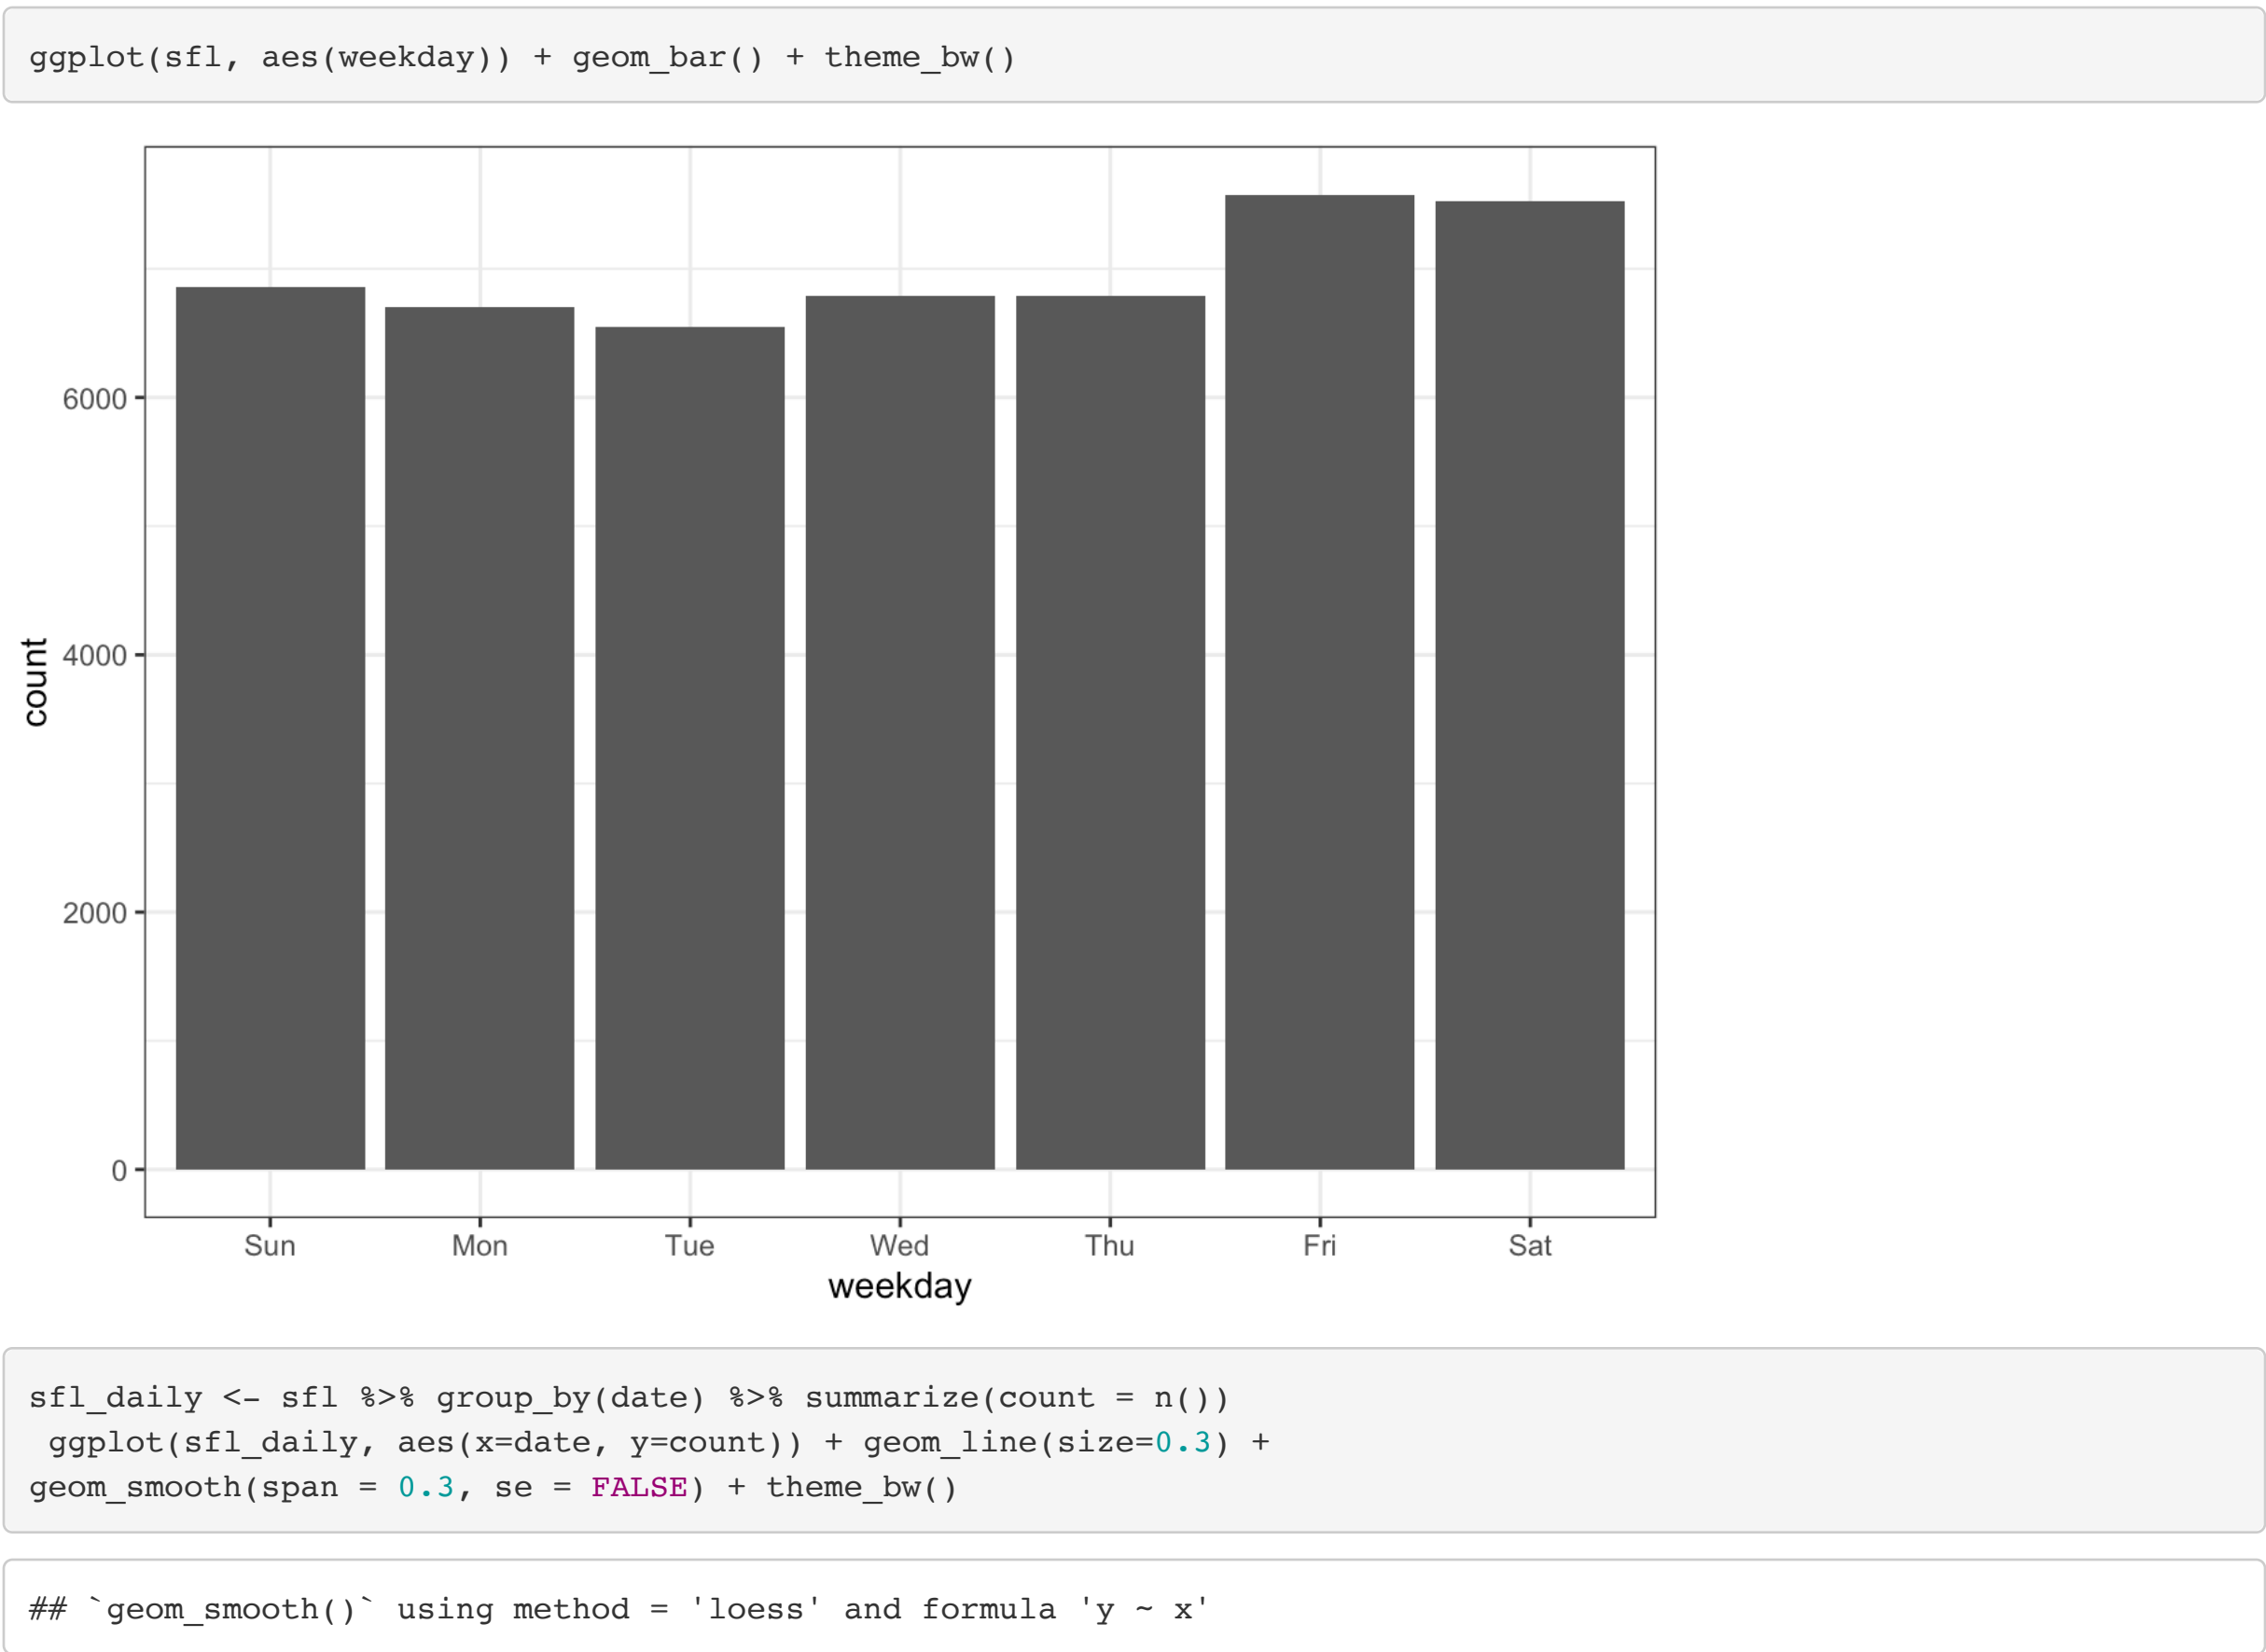 ggplot(sfl, aes(weekday)) + geom_bar() + theme_bw()
6000
4000
2000
0
count
Sun Mon Tue Wed Thu Fri Sat
weekday
sfl_daily <- sfl %>% group_by(date) %>% summarize(count = n())
 ggplot(sfl_daily, aes(x=date, y=count)) + geom_line(size=0.3) +
geom_smooth(span = 0.3, se = FALSE) + theme_bw()
## `geom_smooth()` using method = 'loess' and formula 'y ~ x'